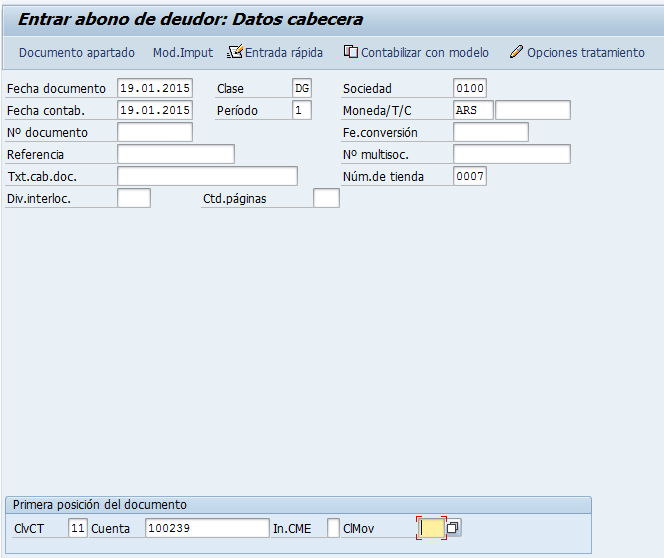 Entrar abono de deudor: Datos cabecera
Documento apartado Mod.Imput Entrada rápida Contabilizar con modelo Opciones tratamiento
Fecha documento 19.01.2015 Clase DG Sociedad 0100
Fecha contab. 19.01.2015 Período 1 Moneda/T/C ARS
Nº documento Fe.conversión
Referencia Nº multisoc.
Txt.cab.doc. Núm.de tienda 0007
Div.interloc. Ctd.páginas
Primera posición del documento
ClvCT 11 Cuenta 100239 In.CME ClMov